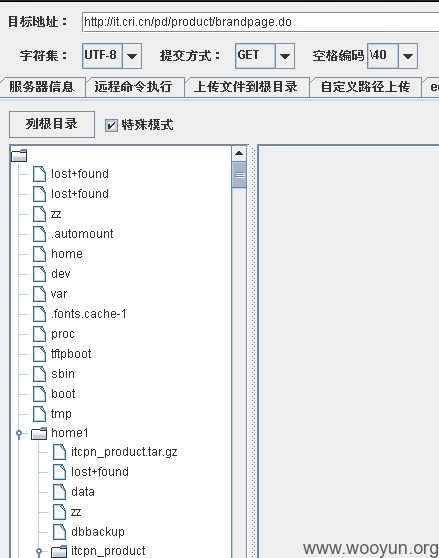 目标地址： http://it.cri.cn/pd/product/brandpage.do
字符集： UTF-8 提交方式： GET 空格编码 \40
服务器信息 远程命令执行 上传文件到根目录 自定义路径上传
列根目录 特殊模式
lost+found
lost+found
zz
.automount
home
dev
var
.fonts.cache-1
proc
tftpboot
sbin
boot
tmp
home1
itcpn_product.tar.gz
lost+found
data
zz
dbbackup
itcpn_product
www.wooyun.org